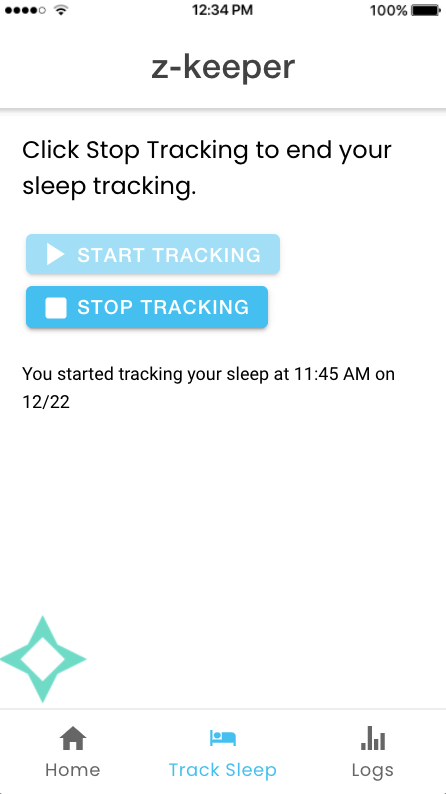 12:34 PM 100%
z-keeper
Click Stop Tracking to end your
sleep tracking.
START TRACKING
STOP TRACKING
You started tracking your sleep at 11:45 AM on
12/22
Home Track Sleep Logs